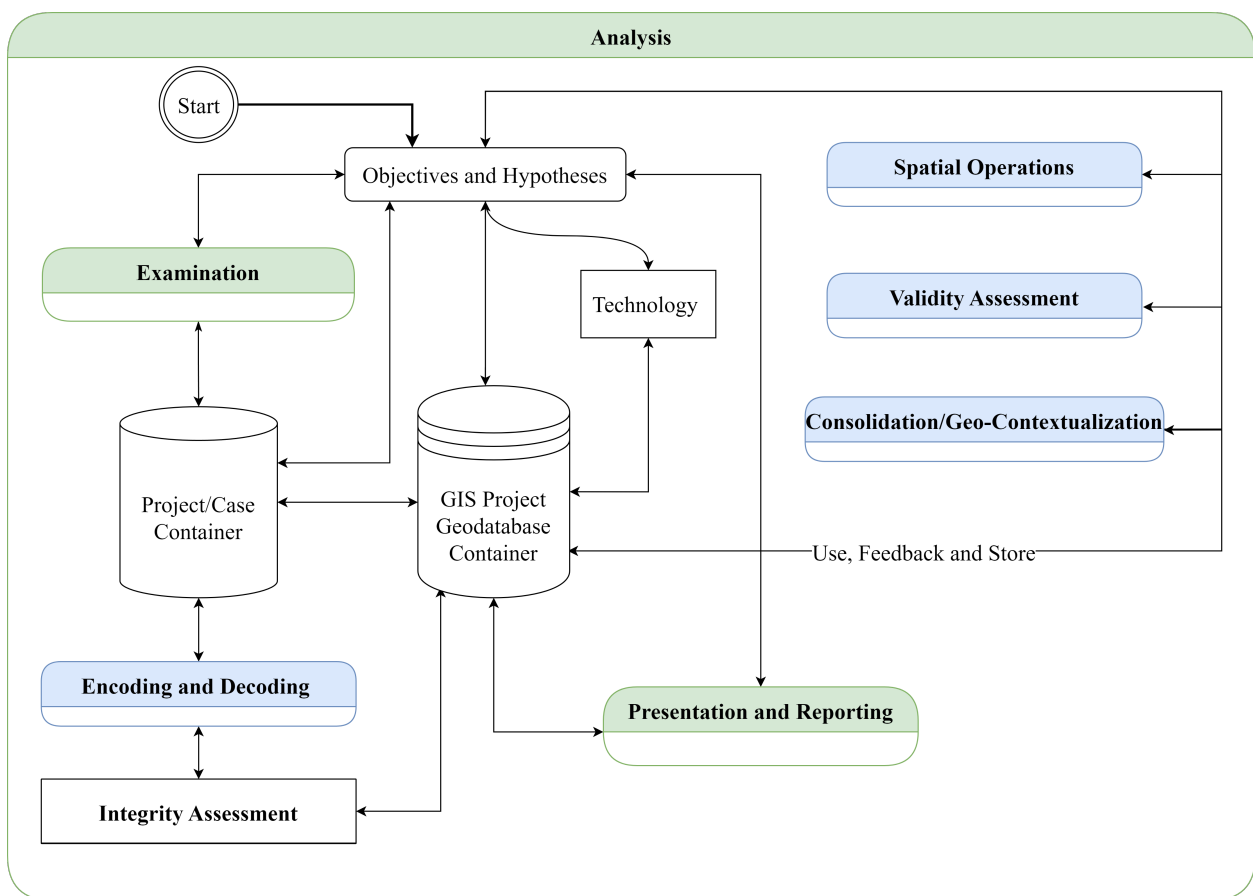 Analysis
Start
Objectives and Hypotheses
Spatial Operations
Examination
Validity Assessment
Technology
Consolidation/Geo-Contextualization
Project/Case
Container
GIS Project
Geodatabase
Container
Use, Feedback and Store
Encoding and Decoding
Presentation and Reporting
Integrity Assessment